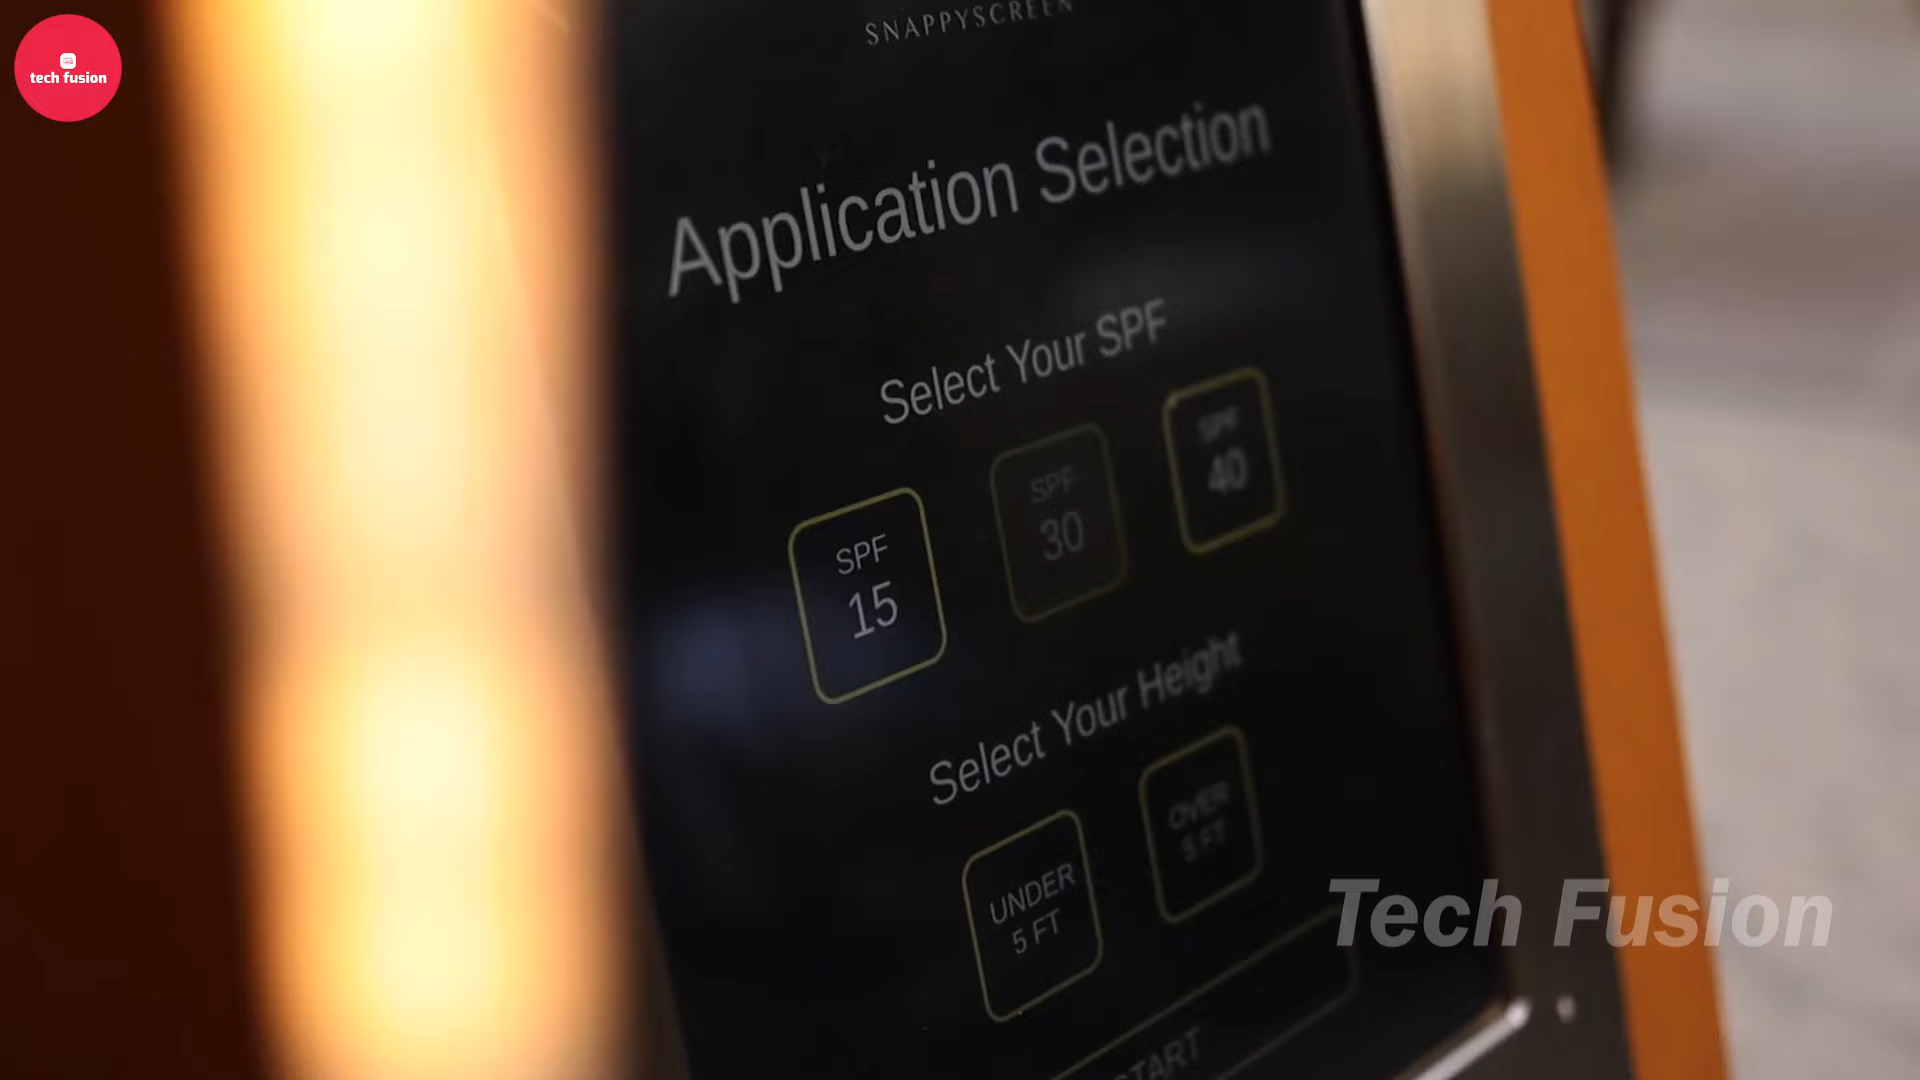 SNAPPYSCREEN
tech fusion
Application Selection
Select Your SPF
SPF
15
SPF
30
SPF
40
Select Your Height
UNDER
5 FT
OVER
5 FT
START
Tech Fusion